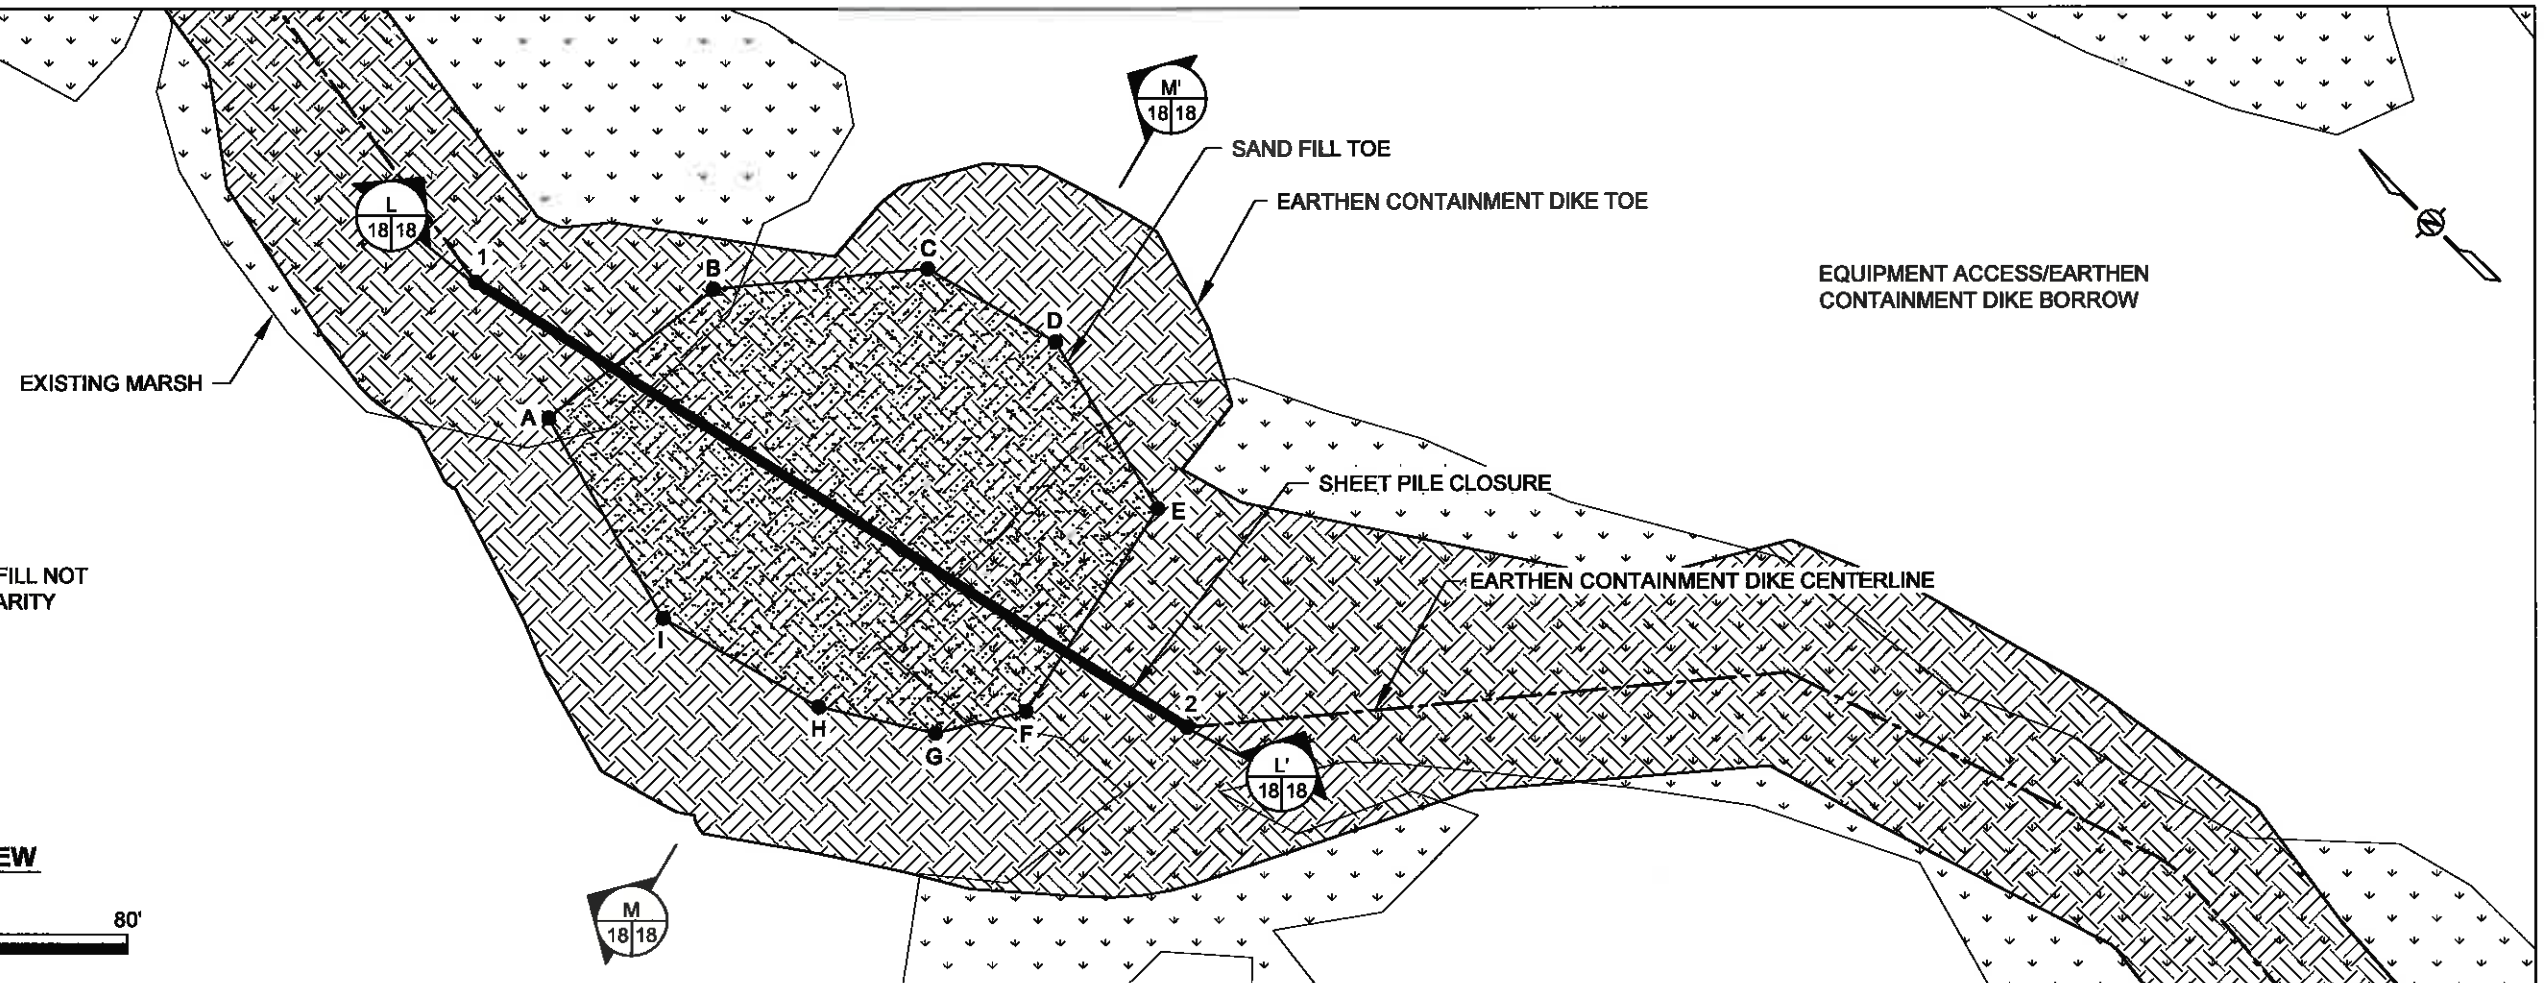 M'
18 18
SAND FILL TOE
EARTHEN CONTAINMENT DIKE TOE
L
18 18
1
B
C
D
EQUIPMENT ACCESS/EARTHEN
CONTAINMENT DIKE BORROW
N
EXISTING MARSH
A
E
SHEET PILE CLOSURE
FILL NOT
ARITY
EARTHEN CONTAINMENT DIKE CENTERLINE
I
H
G
F
2
L'
18 18
EW
80'
M
18 18